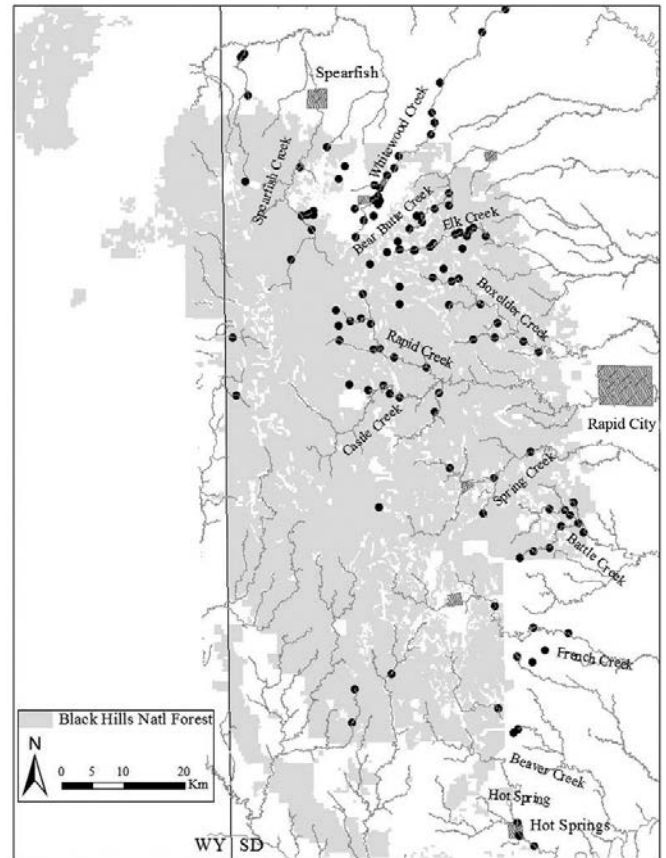 Spearfish
Whitewood Creek
Spearfish Creek
Bear Butte Creek
Elk Creek
Boxelder Creek
Rapid Creek
Rapid City
Castle Creek
Spring Creek
Battle Creek
French Creek
Black Hills Natl Forest
N
0 5 10 20
Km
Beaver Creek
Hot Spring
Hot Springs
WY SD